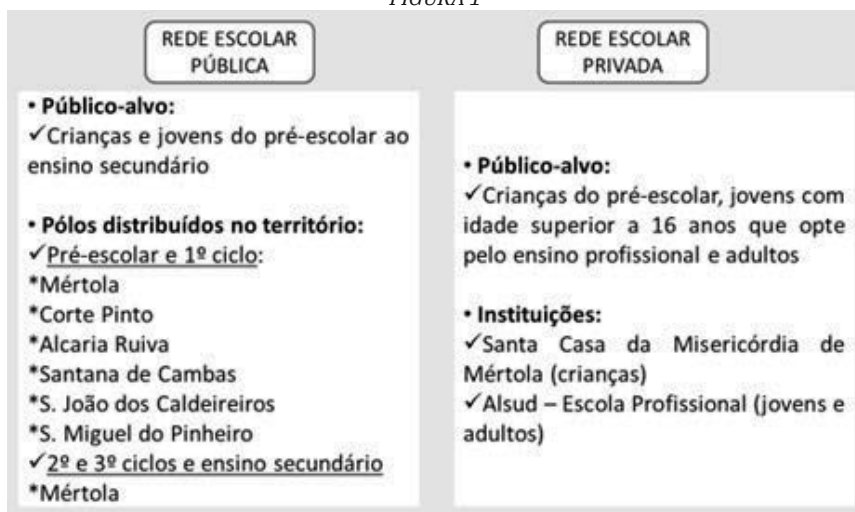 FIGURA 1
REDE ESCOLAR
PÚBLICA
• Público-alvo:
✓Crianças e jovens do pré-escolar ao
ensino secundário
• Pólos distribuídos no território:
✓Pré-escolar e 1º ciclo:
*Mértola
*Corte Pinto
*Alcaria Ruiva
*Santana de Cambas
*S. João dos Caldeireiros
*S. Miguel do Pinheiro
✓2º e 3º ciclos e ensino secundário
*Mértola
REDE ESCOLAR
PRIVADA
• Público-alvo:
✓Crianças do pré-escolar, jovens com
idade superior a 16 anos que opte
pelo ensino profissional e adultos
• Instituições:
✓Santa Casa da Misericórdia de
Mértola (crianças)
✓Alsud – Escola Profissional (jovens e
adultos)